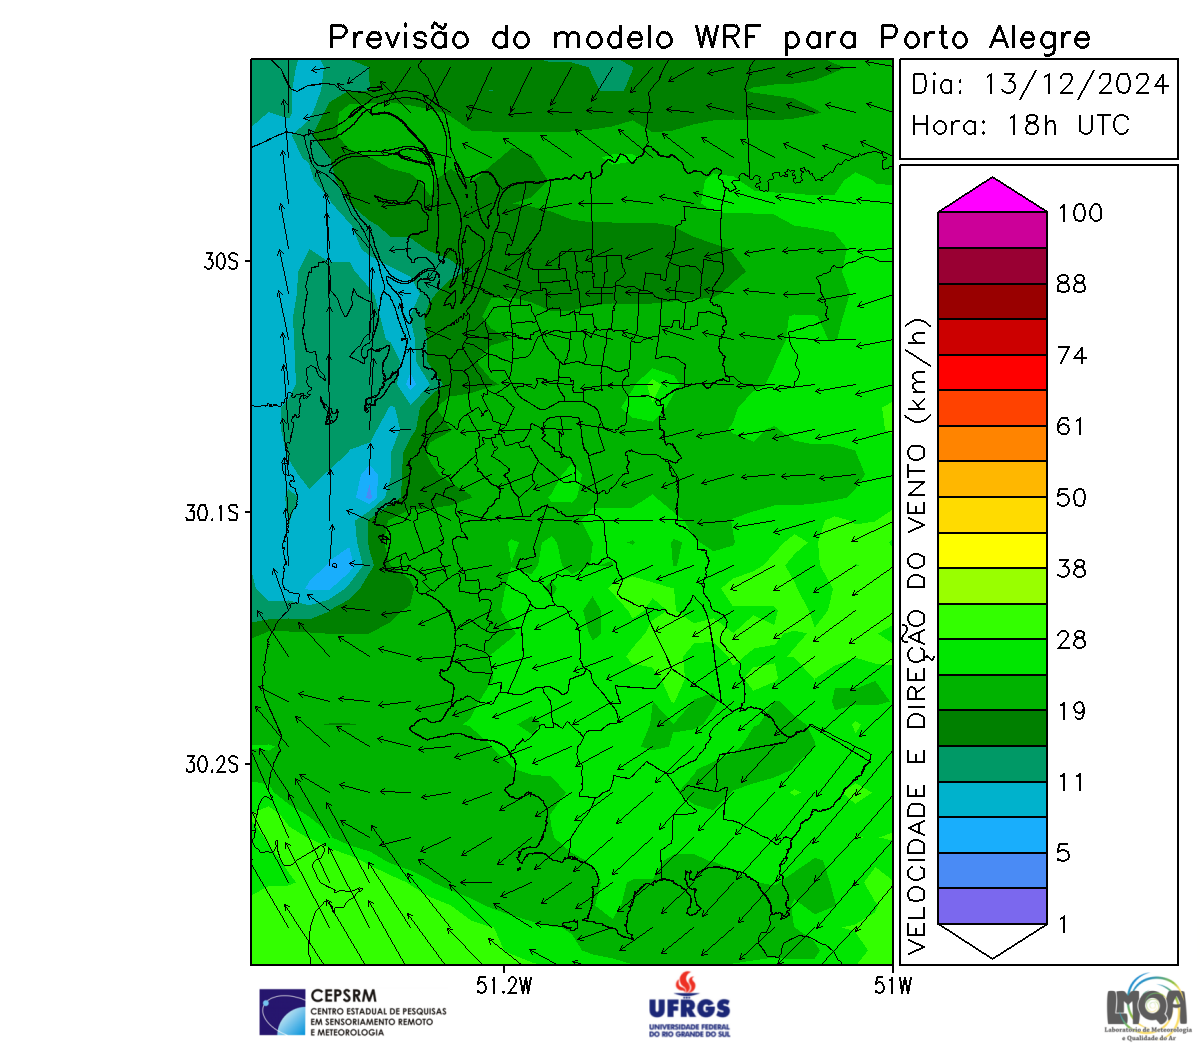 Previsão do modelo WRF para Porto Alegre
Dia: 13/12/2024
Hora: 18h UTC
30S
30.1S
30.2S
51.2W
51W
VELOCIDADE E DIREÇÃO DO VENTO (km/h)
100
88
74
61
50
38
28
19
11
5
1
CEPSRM
CENTRO ESTADUAL DE PESQUISAS
EM SENSORIAMENTO REMOTO
E METEOROLOGIA
UFRGS
UNIVERSIDADE FEDERAL
DO RIO GRANDE DO SUL
LMQA
Laboratório de Meteorologia
e Qualidade do Ar